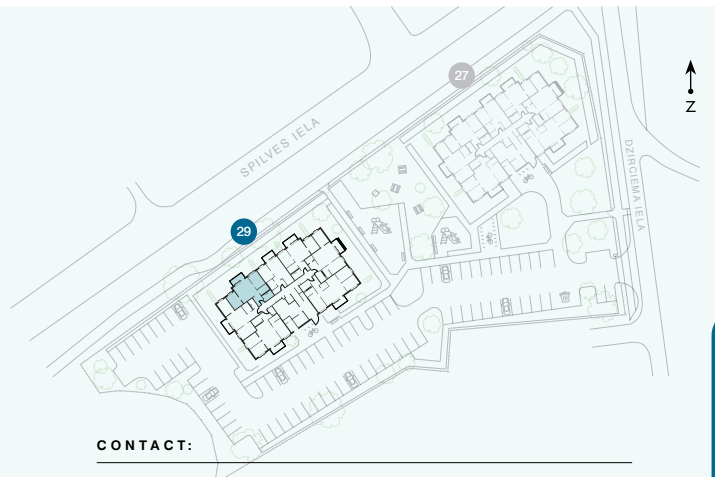 27
Z
SPILVES IELA
DZIRCIEMA IELA
29
CONTACT: